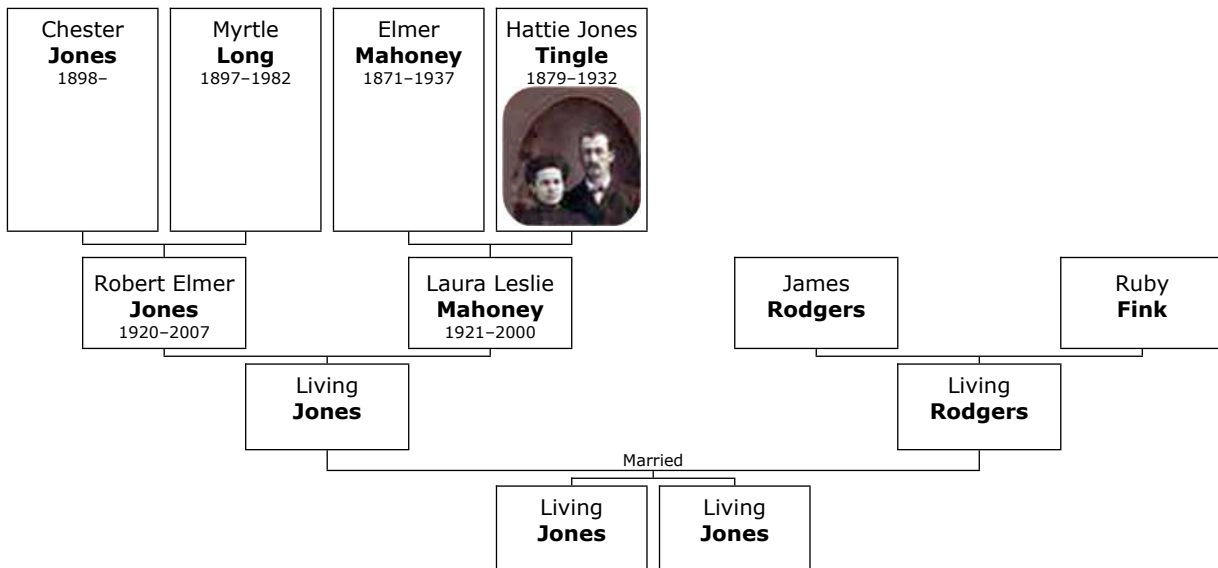 Chester
Jones
1898–
Myrtle
Long
1897–1982
Elmer
Mahoney
1871–1937
Hattie Jones
Tingle
1879–1932
Robert Elmer
Jones
1920–2007
Laura Leslie
Mahoney
1921–2000
James
Rodgers
Ruby
Fink
Living
Jones
Living
Rodgers
Married
Living
Jones
Living
Jones